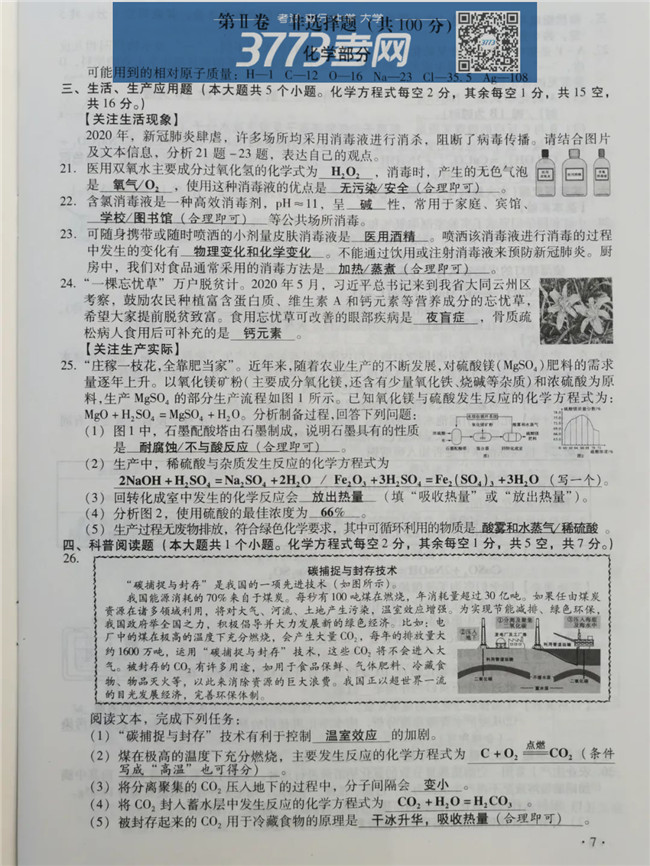 第Ⅱ卷 非选择题（共100分）
3773考网
化学部分
可能用到的相对原子质量：H—1 C—12 O—16 Na—23 Cl—35.5 Ag—108
三、生活、生产应用题（本大题共5个小题。化学方程式每空2分，其余每空1分，共15空，
共16分。）
【关注生活现象】
2020年，新冠肺炎肆虐，许多场所均采用消毒液进行消杀，阻断了病毒传播。请结合图片
及文本信息，分析21题-23题，表达自己的观点。
21. 医用双氧水主要成分过氧化氢的化学式为 H₂O₂ ，消毒时，产生的无色气泡
是 氧气/O₂ ，使用这种消毒液的优点是 无污染/安全（合理即可） 。
22. 含氯消毒液是一种高效消毒剂，pH≈11，呈 碱 性，常用于家庭、宾馆、
学校/图书馆（合理即可） 等公共场所消毒。
23. 可随身携带或随时喷洒的小剂量皮肤消毒液是 医用酒精 。喷洒该消毒液进行消毒的过程
中发生的变化有 物理变化和化学变化 。不能通过饮用或注射消毒液来预防新冠肺炎。厨
房中，我们对食品通常采用的消毒方法是 加热/蒸煮（合理即可） 。
24. “一棵忘忧草”万户脱贫计。2020年5月，习近平总书记来到我省大同云州区
考察，鼓励农民种植富含蛋白质、维生素A和钙元素等营养成分的忘忧草，
希望大家提前脱贫致富。食用忘忧草可改善的眼部疾病是 夜盲症 ，骨质疏
松病人食用后可补充的是 钙元素 。
【关注生产实际】
25. “庄稼一枝花，全靠肥当家”。近年来，随着农业生产的不断发展，对硫酸镁（MgSO₄）肥料的需求
量逐年上升。以氧化镁矿粉（主要成分氧化镁，还含有少量氧化铁、烧碱等杂质）和浓硫酸为原
料，生产MgSO₄的部分生产流程如图1所示。已知氧化镁与硫酸发生反应的化学方程式为：
MgO+H₂SO₄=MgSO₄+H₂O。分析制备过程，回答下列问题：
（1）图1中，石墨配酸塔由石墨制成，说明石墨具有的性质
是 耐腐蚀/不与酸反应（合理即可） 。
（2）生产中，稀硫酸与杂质发生反应的化学方程式为
2NaOH+H₂SO₄=Na₂SO₄+2H₂O / Fe₂O₃+3H₂SO₄=Fe₂(SO₄)₃+3H₂O（写一个）。
（3）回转化成室中发生的化学反应会 放出热量 （填“吸收热量”或“放出热量”）。
（4）分析图2，使用硫酸的最佳浓度为 66% 。
（5）生产过程无废物排放，符合绿色化学要求，其中可循环利用的物质是 酸雾和水蒸气/稀硫酸 。
四、科普阅读题（本大题共1个小题。化学方程式每空2分，其余每空1分，共5空，共7分。）
26.
碳捕捉与封存技术
“碳捕捉与封存”是我国的一项先进技术（如图所示）。
我国能源消耗的70%来自于煤炭。每秒有100吨煤在燃烧，年消耗量超过30亿吨。如果任由煤炭
资源在诸多领域利用，将对大气、河流、土地产生污染，温室效应增强。为实现节能减排、绿色环保，
我国政府举全国之力，积极倡导并大力发展新的绿色经济。比如：电
厂中的煤在极高的温度下充分燃烧，会产生大量CO₂，每年的排放量大
约1600万吨，运用“碳捕捉与封存”技术，这些CO₂将不会进入大
气。被封存的CO₂有许多用途，如用于食品保鲜、气体肥料、冷藏食
物、物品灭火等，以此来消除资源的巨大浪费。我国正以超世界一流
的目光发展经济，完善环保体制。
阅读文本，完成下列任务：
（1）“碳捕捉与封存”技术有利于控制 温室效应 的加剧。
（2）煤在极高的温度下充分燃烧，主要发生反应的化学方程式为 C+O₂ 点燃 CO₂（条件
写成“高温”也可得分） 。
（3）将分离聚集的CO₂压入地下的过程中，分子间隔会 变小 。
（4）将CO₂封入蓄水层中发生反应的化学方程式为 CO₂+H₂O=H₂CO₃ 。
（5）被封存起来的CO₂用于冷藏食物的原理是 干冰升华，吸收热量（合理即可） 。
·7·